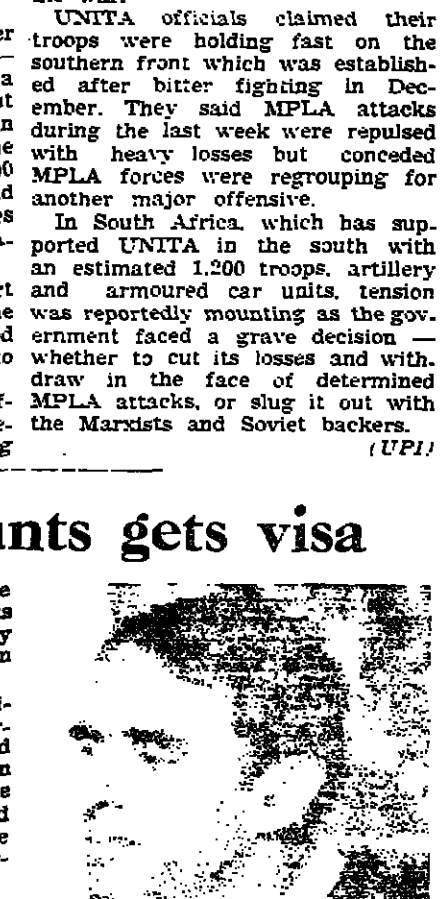 UNITA officials claimed their
troops were holding fast on the
southern front which was establish-
ed after bitter fighting in Dec-
ember. They said MPLA attacks
during the last week were repulsed
with heavy losses but conceded
MPLA forces were regrouping for
another major offensive.
In South Africa, which has sup-
ported UNITA in the south with
an estimated 1,200 troops, artillery
and armoured car units, tension
was reportedly mounting as the gov-
ernment faced a grave decision —
whether to cut its losses and with-
draw in the face of determined
MPLA attacks, or slug it out with
the Marxists and Soviet backers.
(UPI)
gets visa